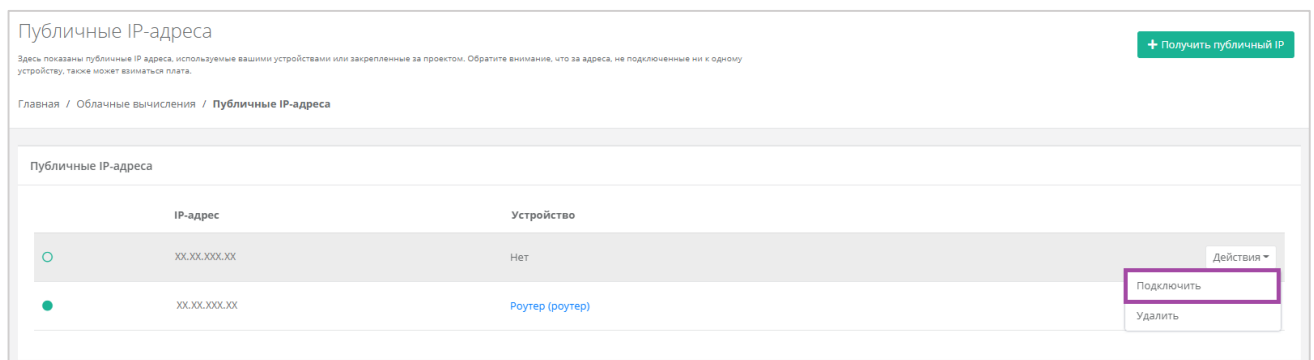 Публичные IP-адреса
+ Получить публичный IP
Здесь показаны публичные IP адреса, используемые вашими устройствами или закрепленные за проектом. Обратите внимание, что за адреса, не подключенные ни к одному
устройству, также может взиматься плата.
Главная / Облачные вычисления / Публичные IP-адреса
Публичные IP-адреса
IP-адрес Устройство
XX.XX.XXX.XX Нет Действия
Подключить
XX.XX.XXX.XX Роутер (роутер)
Удалить